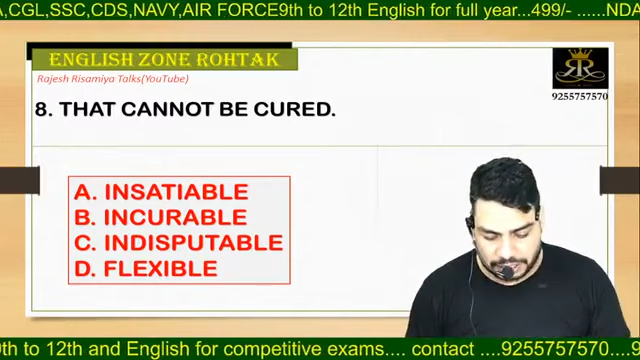 A,CGL,SSC,CDS,NAVY,AIR FORCE9th to 12th English for full year...499/- ......NDA
ENGLISH ZONE ROHTAK
Rajesh Risamiya Talks(YouTube)
9255757570
8. THAT CANNOT BE CURED.
A. INSATIABLE
B. INCURABLE
C. INDISPUTABLE
D. FLEXIBLE
9th to 12th and English for competitive exams.... contact ....9255757570...9